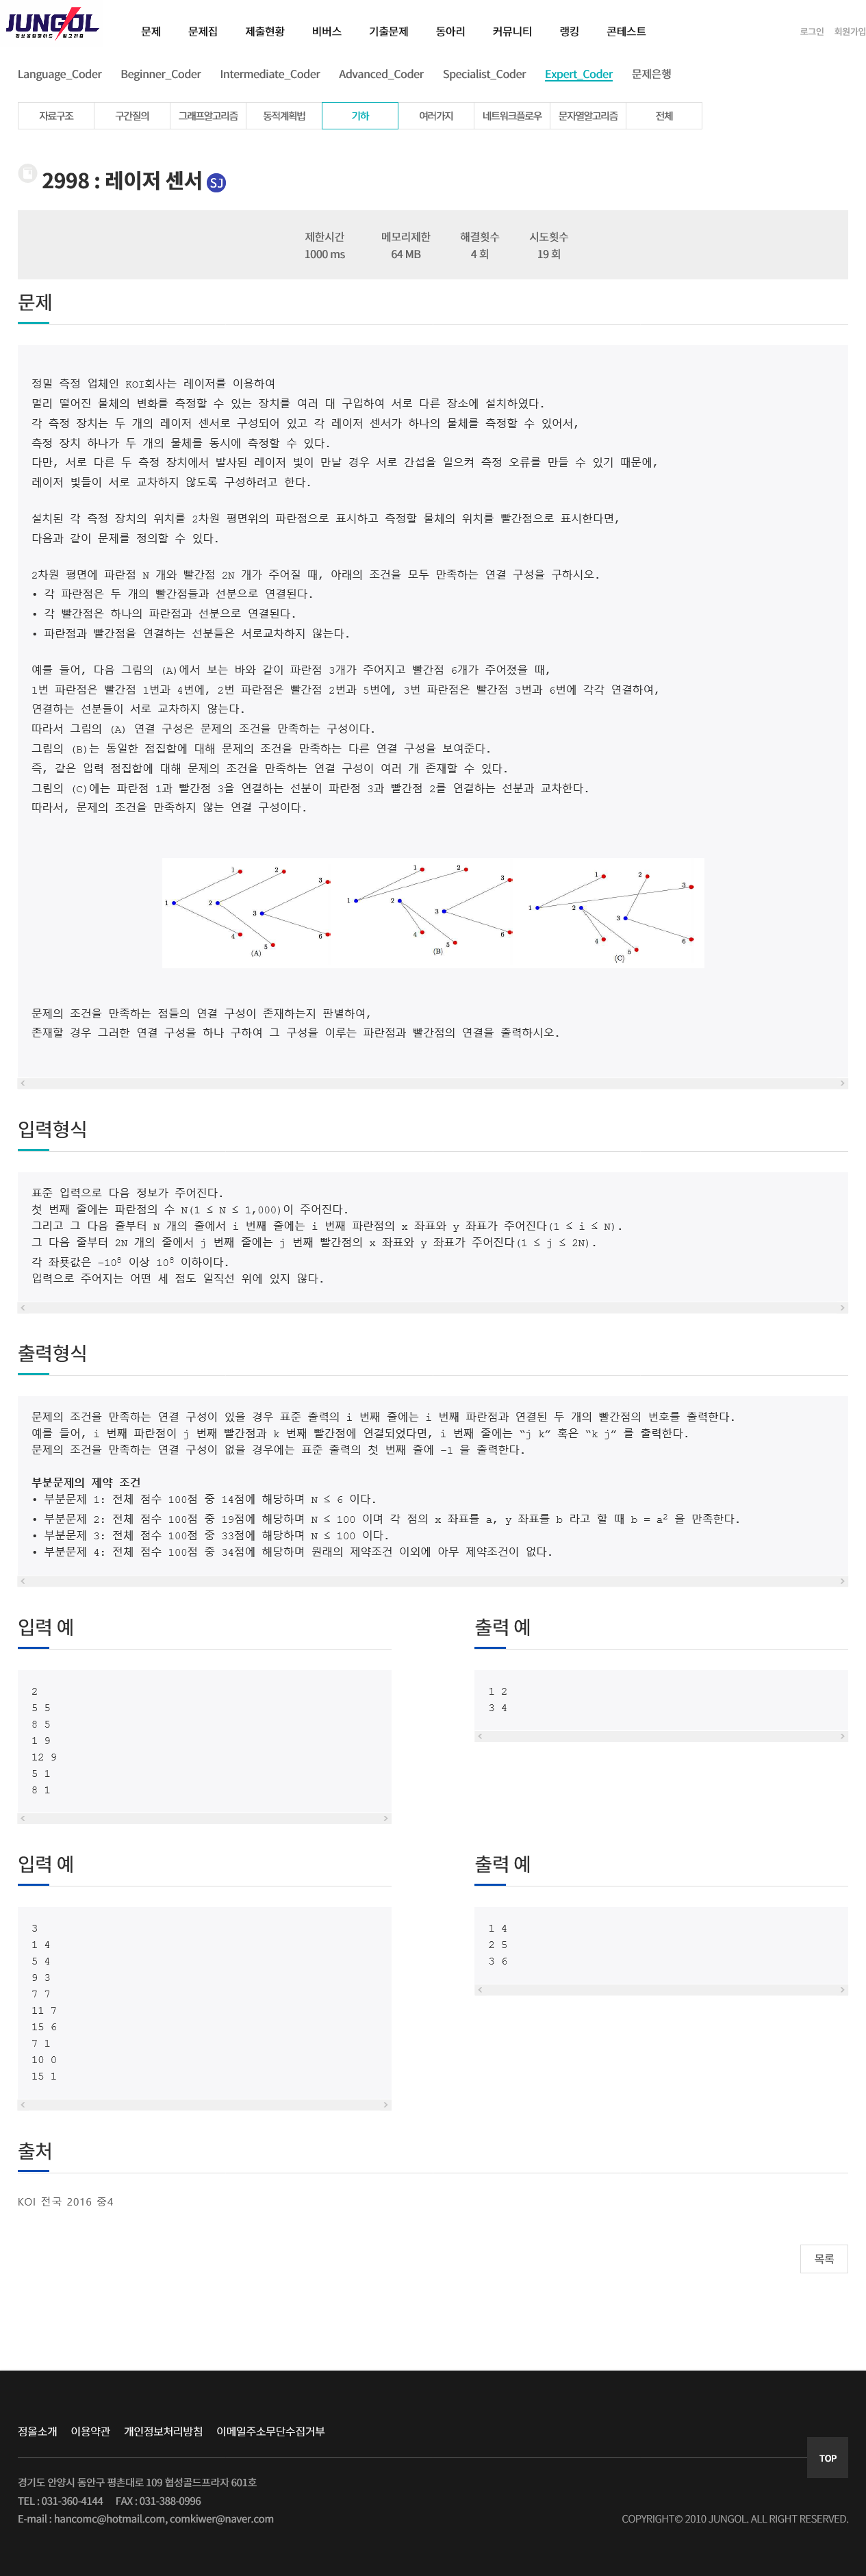 JUNGOL
정보올림피아드 알고리즘
문제 문제집 제출현황 비버스 기출문제 동아리 커뮤니티 랭킹 콘테스트 로그인 회원가입
Language_Coder Beginner_Coder Intermediate_Coder Advanced_Coder Specialist_Coder Expert_Coder 문제은행
자료구조 구간질의 그래프알고리즘 동적계획법 기하 여러가지 네트워크플로우 문자열알고리즘 전체
2998 : 레이저 센서 SJ
제한시간 메모리제한 해결횟수 시도횟수
1000 ms 64 MB 4 회 19 회
문제
정밀 측정 업체인 KOI회사는 레이저를 이용하여
멀리 떨어진 물체의 변화를 측정할 수 있는 장치를 여러 대 구입하여 서로 다른 장소에 설치하였다.
각 측정 장치는 두 개의 레이저 센서로 구성되어 있고 각 레이저 센서가 하나의 물체를 측정할 수 있어서,
측정 장치 하나가 두 개의 물체를 동시에 측정할 수 있다.
다만, 서로 다른 두 측정 장치에서 발사된 레이저 빛이 만날 경우 서로 간섭을 일으켜 측정 오류를 만들 수 있기 때문에,
레이저 빛들이 서로 교차하지 않도록 구성하려고 한다.
설치된 각 측정 장치의 위치를 2차원 평면위의 파란점으로 표시하고 측정할 물체의 위치를 빨간점으로 표시한다면,
다음과 같이 문제를 정의할 수 있다.
2차원 평면에 파란점 N 개와 빨간점 2N 개가 주어질 때, 아래의 조건을 모두 만족하는 연결 구성을 구하시오.
• 각 파란점은 두 개의 빨간점들과 선분으로 연결된다.
• 각 빨간점은 하나의 파란점과 선분으로 연결된다.
• 파란점과 빨간점을 연결하는 선분들은 서로교차하지 않는다.
예를 들어, 다음 그림의 (A)에서 보는 바와 같이 파란점 3개가 주어지고 빨간점 6개가 주어졌을 때,
1번 파란점은 빨간점 1번과 4번에, 2번 파란점은 빨간점 2번과 5번에, 3번 파란점은 빨간점 3번과 6번에 각각 연결하여,
연결하는 선분들이 서로 교차하지 않는다.
따라서 그림의 (A) 연결 구성은 문제의 조건을 만족하는 구성이다.
그림의 (B)는 동일한 점집합에 대해 문제의 조건을 만족하는 다른 연결 구성을 보여준다.
즉, 같은 입력 점집합에 대해 문제의 조건을 만족하는 연결 구성이 여러 개 존재할 수 있다.
그림의 (C)에는 파란점 1과 빨간점 3을 연결하는 선분이 파란점 3과 빨간점 2를 연결하는 선분과 교차한다.
따라서, 문제의 조건을 만족하지 않는 연결 구성이다.
1 2 3 1 2 3 4 5 6 (A)
1 2 3 1 2 3 4 5 6 (B)
1 2 3 1 2 3 4 5 6 (C)
문제의 조건을 만족하는 점들의 연결 구성이 존재하는지 판별하여,
존재할 경우 그러한 연결 구성을 하나 구하여 그 구성을 이루는 파란점과 빨간점의 연결을 출력하시오.
입력형식
표준 입력으로 다음 정보가 주어진다.
첫 번째 줄에는 파란점의 수 N(1 ≤ N ≤ 1,000)이 주어진다.
그리고 그 다음 줄부터 N 개의 줄에서 i 번째 줄에는 i 번째 파란점의 x 좌표와 y 좌표가 주어진다(1 ≤ i ≤ N).
그 다음 줄부터 2N 개의 줄에서 j 번째 줄에는 j 번째 빨간점의 x 좌표와 y 좌표가 주어진다(1 ≤ j ≤ 2N).
각 좌푯값은 -10⁸ 이상 10⁸ 이하이다.
입력으로 주어지는 어떤 세 점도 일직선 위에 있지 않다.
출력형식
문제의 조건을 만족하는 연결 구성이 있을 경우 표준 출력의 i 번째 줄에는 i 번째 파란점과 연결된 두 개의 빨간점의 번호를 출력한다.
예를 들어, i 번째 파란점이 j 번째 빨간점과 k 번째 빨간점에 연결되었다면, i 번째 줄에는 “j k” 혹은 “k j” 를 출력한다.
문제의 조건을 만족하는 연결 구성이 없을 경우에는 표준 출력의 첫 번째 줄에 -1 을 출력한다.
부분문제의 제약 조건
• 부분문제 1: 전체 점수 100점 중 14점에 해당하며 N ≤ 6 이다.
• 부분문제 2: 전체 점수 100점 중 19점에 해당하며 N ≤ 100 이며 각 점의 x 좌표를 a, y 좌표를 b 라고 할 때 b = a² 을 만족한다.
• 부분문제 3: 전체 점수 100점 중 33점에 해당하며 N ≤ 100 이다.
• 부분문제 4: 전체 점수 100점 중 34점에 해당하며 원래의 제약조건 이외에 아무 제약조건이 없다.
입력 예
2
5 5
8 5
1 9
12 9
5 1
8 1
출력 예
1 2
3 4
입력 예
3
1 4
5 4
9 3
7 7
11 7
15 6
7 1
10 0
15 1
출력 예
1 4
2 5
3 6
출처
KOI 전국 2016 중4
목록
정올소개 이용약관 개인정보처리방침 이메일주소무단수집거부
TOP
경기도 안양시 동안구 평촌대로 109 협성골드프라자 601호
TEL : 031-360-4144 FAX : 031-388-0996
E-mail : hancomc@hotmail.com, comkiwer@naver.com
COPYRIGHT© 2010 JUNGOL. ALL RIGHT RESERVED.